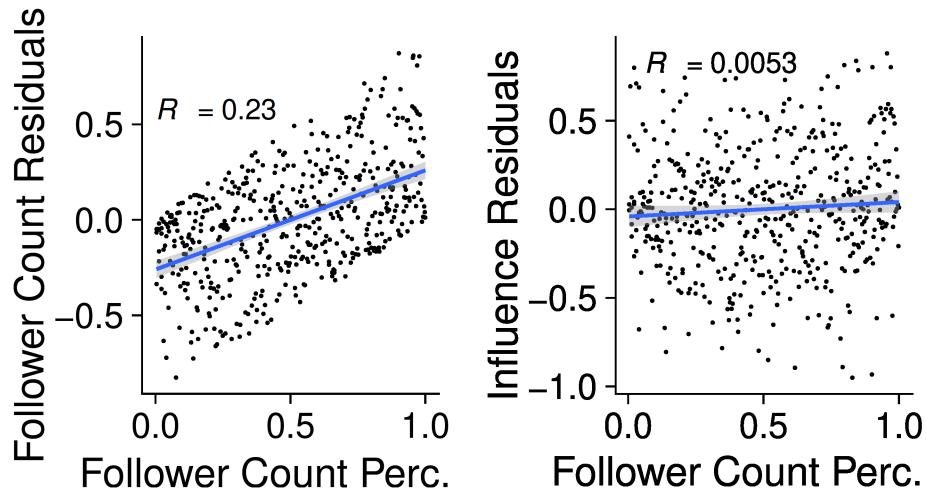 Follower Count Residuals
R = 0.23
0.5
0.0
−0.5
0.0 0.5 1.0
Follower Count Perc.
Influence Residuals
R = 0.0053
0.5
0.0
−0.5
−1.0
0.0 0.5 1.0
Follower Count Perc.